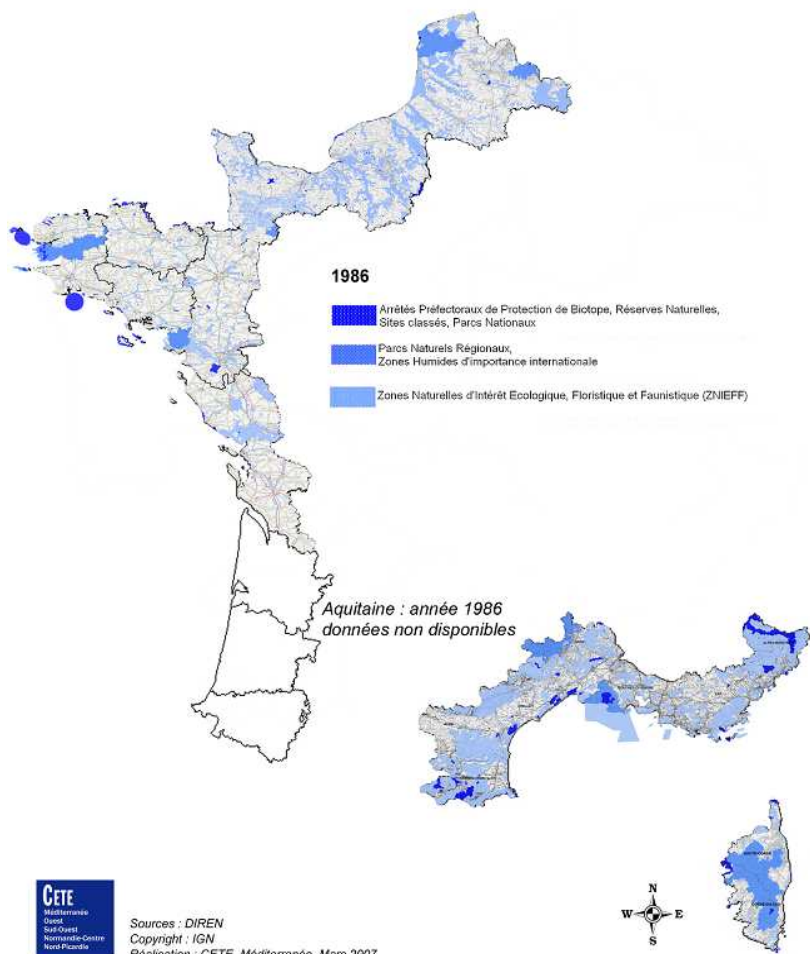 1986
Arrêtés Préfectoraux de Protection de Biotope, Réserves Naturelles,
Sites classés, Parcs Nationaux
Parcs Naturels Régionaux,
Zones Humides d'importance internationale
Zones Naturelles d'Intérêt Ecologique, Floristique et Faunistique (ZNIEFF)
Aquitaine : année 1986
données non disponibles
N
W E
S
CETE
Méditerranée
Ouest
Sud-Ouest
Normandie-Centre
Nord-Picardie
Sources : DIREN
Copyright : IGN
Réalisation : CETE Méditerranée, Mars 2007